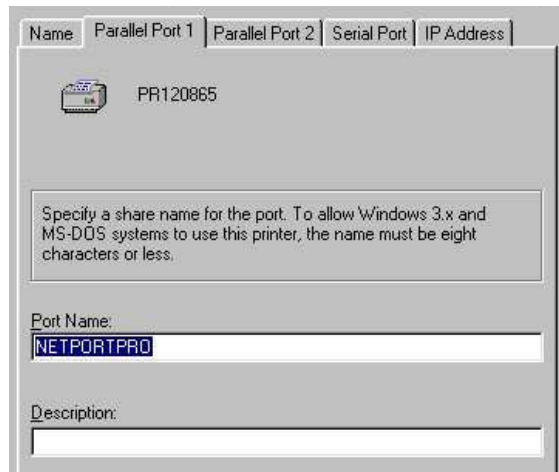 Name Parallel Port 1 Parallel Port 2 Serial Port IP Address
PR120865
Specify a share name for the port. To allow Windows 3.x and
MS-DOS systems to use this printer, the name must be eight
characters or less.
Port Name:
NETPORTPRO
Description: